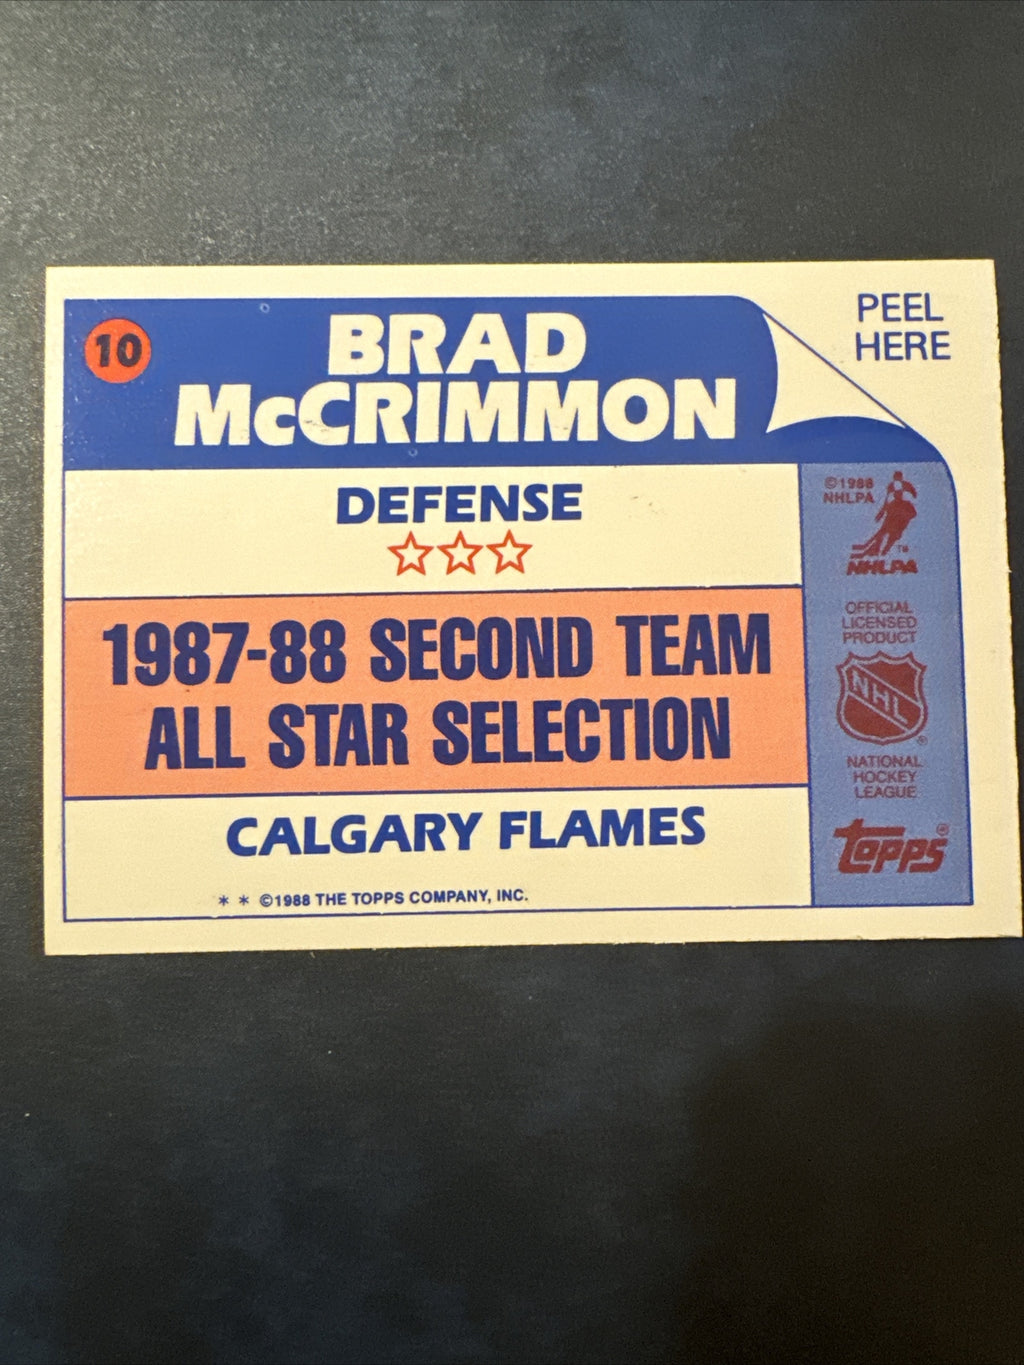 PEEL
HERE
10
BRAD
McCRIMMON
DEFENSE
1987-88 SECOND TEAM
ALL STAR SELECTION
CALGARY FLAMES
* * ©1988 THE TOPPS COMPANY, INC.
©1988
NHLPA
TM
NHLPA
OFFICIAL
LICENSED
PRODUCT
NHL
®
NATIONAL
HOCKEY
LEAGUE
topps®